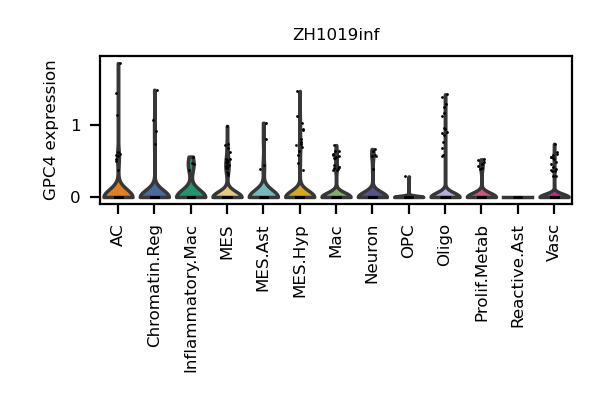 ZH1019inf
GPC4 expression
1
0
AC
Chromatin.Reg
Inflammatory.Mac
MES
MES.Ast
MES.Hyp
Mac
Neuron
OPC
Oligo
Prolif.Metab
Reactive.Ast
Vasc